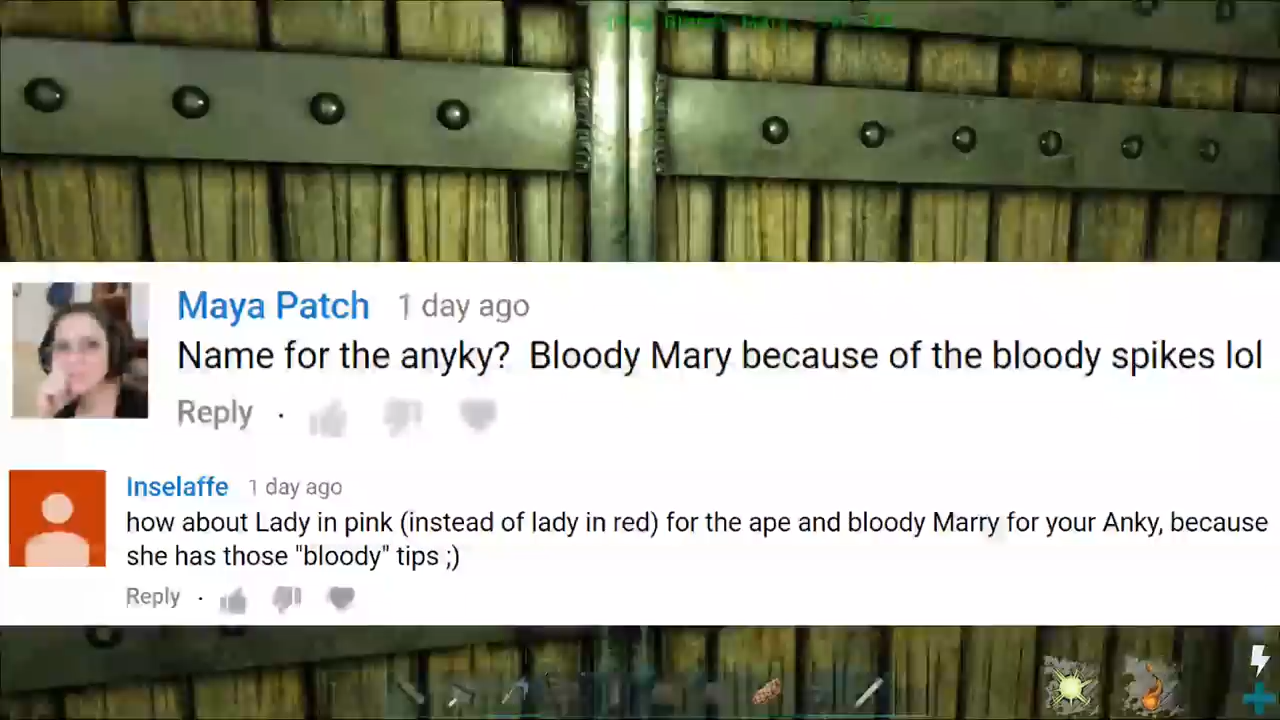 Maya Patch 1 day ago
Name for the anyky?  Bloody Mary because of the bloody spikes lol
Reply ·
Inselaffe 1 day ago
how about Lady in pink (instead of lady in red) for the ape and bloody Marry for your Anky, because
she has those "bloody" tips ;)
Reply ·